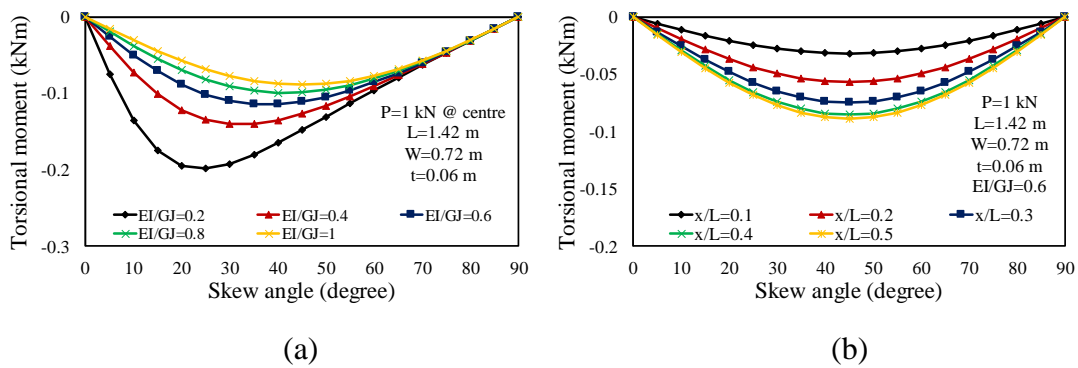 Torsional moment (kNm)
0
-0.1
-0.2
-0.3
P=1 kN @ centre
L=1.42 m
W=0.72 m
t=0.06 m
EI/GJ=0.2 EI/GJ=0.4 EI/GJ=0.6
EI/GJ=0.8 EI/GJ=1
0 10 20 30 40 50 60 70 80 90
Skew angle (degree)
(a)
Torsional moment (kNm)
0
-0.05
-0.1
-0.15
-0.2
P=1 kN
L=1.42 m
W=0.72 m
t=0.06 m
EI/GJ=0.6
x/L=0.1 x/L=0.2 x/L=0.3
x/L=0.4 x/L=0.5
0 10 20 30 40 50 60 70 80 90
Skew angle (degree)
(b)